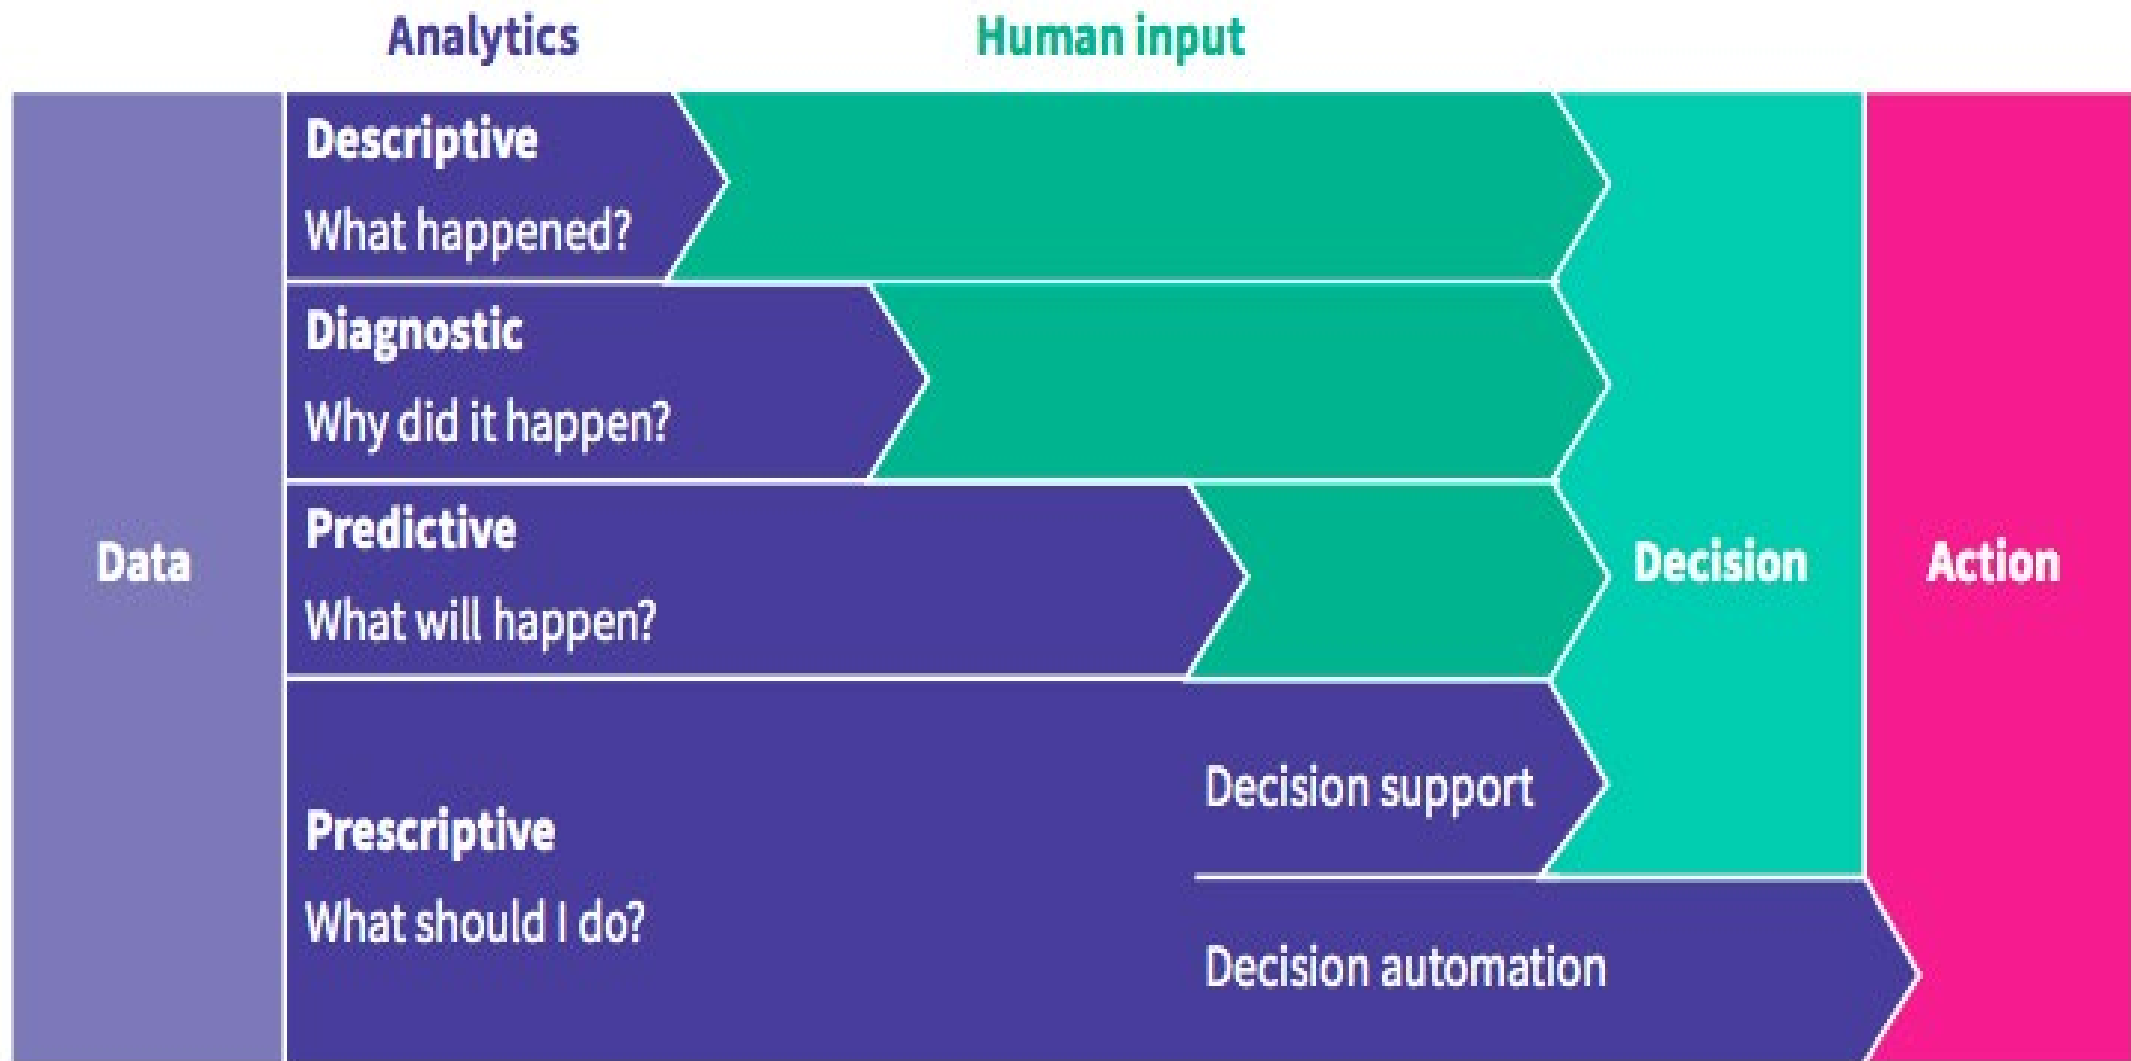 Analytics
Human input
Descriptive
What happened?
Diagnostic
Why did it happen?
Predictive
What will happen?
Data
Decision
Action
Prescriptive
What should I do?
Decision support
Decision automation